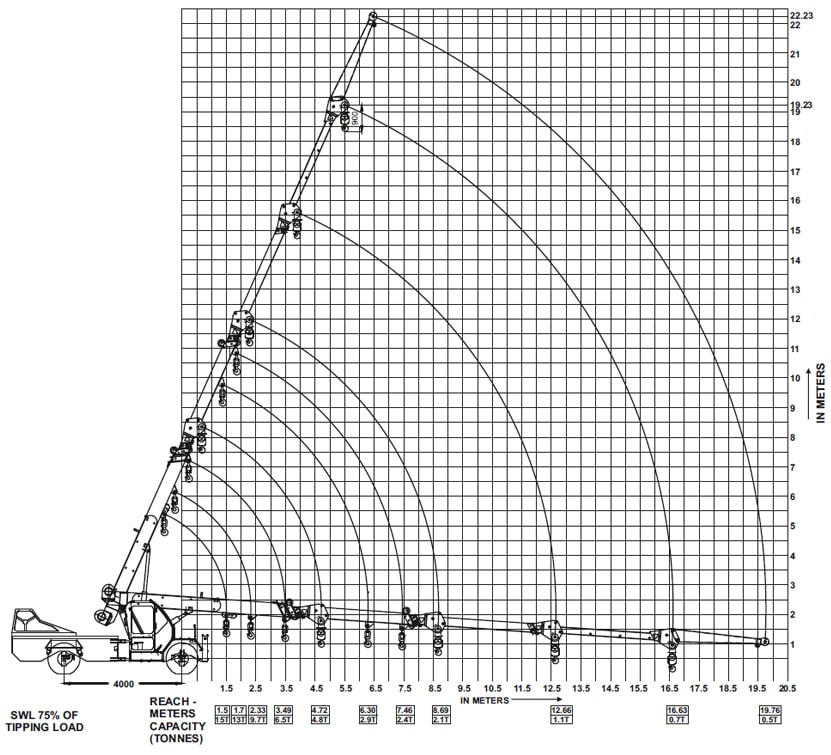 22.23
22
21
20
19.23
19
900
18
17
16
15
14
13
12
11
10
9
8
7
6
5
4
3
2
1
IN METERS
4000
1.5 2.5 3.5 4.5 5.5 6.5 7.5 8.5 9.5 10.5 11.5 12.5 13.5 14.5 15.5 16.7 17.5 18.5 19.5 20.5
IN METERS
SWL 75% OF
TIPPING LOAD
REACH -
METERS
CAPACITY
(TONNES)
1.5 1.7 2.33 3.49 4.72 6.30 7.46 8.69 12.66 16.63 19.76
15T 13T 9.7T 6.5T 4.8T 2.9T 2.4T 2.1T 1.1T 0.7T 0.5T